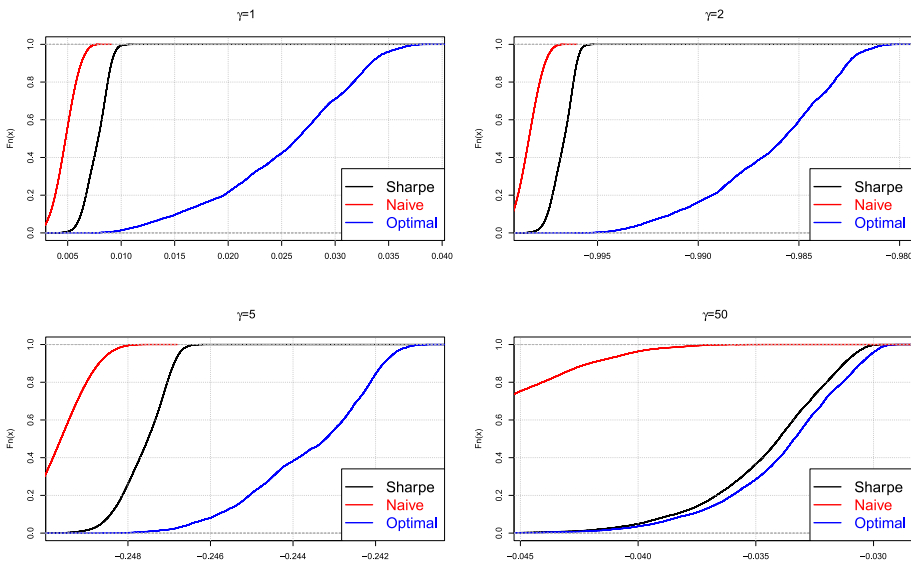 γ=1
Fn(x)
0.0 0.2 0.4 0.6 0.8 1.0
Sharpe
Naive
Optimal
0.005 0.010 0.015 0.020 0.025 0.030 0.035 0.040
γ=2
Fn(x)
0.0 0.2 0.4 0.6 0.8 1.0
Sharpe
Naive
Optimal
−0.995 −0.990 −0.985 −0.980
γ=5
Fn(x)
0.0 0.2 0.4 0.6 0.8 1.0
Sharpe
Naive
Optimal
−0.248 −0.246 −0.244 −0.242
γ=50
Fn(x)
0.0 0.2 0.4 0.6 0.8 1.0
Sharpe
Naive
Optimal
−0.045 −0.040 −0.035 −0.030